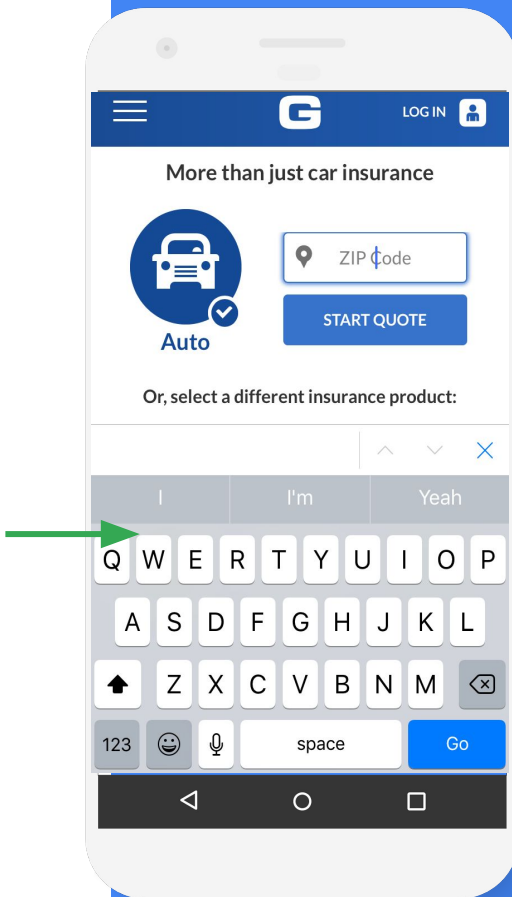 G
LOG IN
More than just car insurance
ZIP Code
START QUOTE
Auto
Or, select a different insurance product:
I I'm Yeah
Q W E R T Y U I O P
A S D F G H J K L
Z X C V B N M
123 space Go